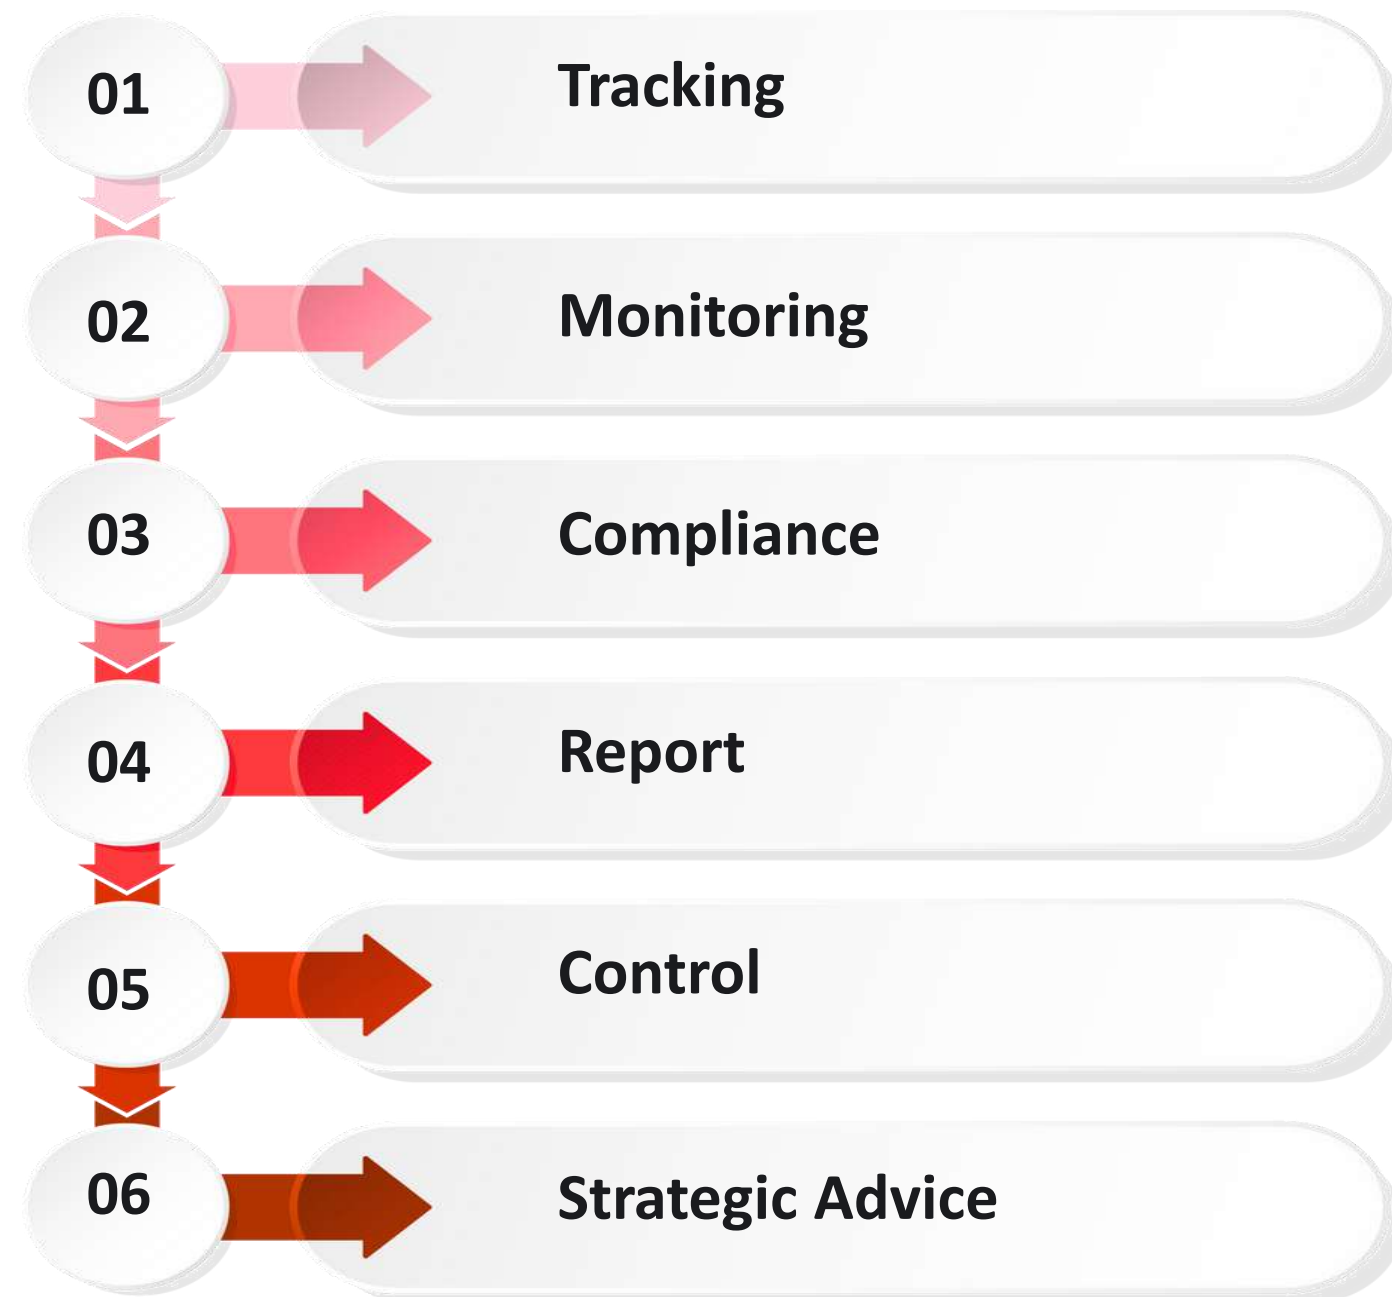 01
Tracking
02
Monitoring
03
Compliance
04
Report
05
Control
06
Strategic Advice